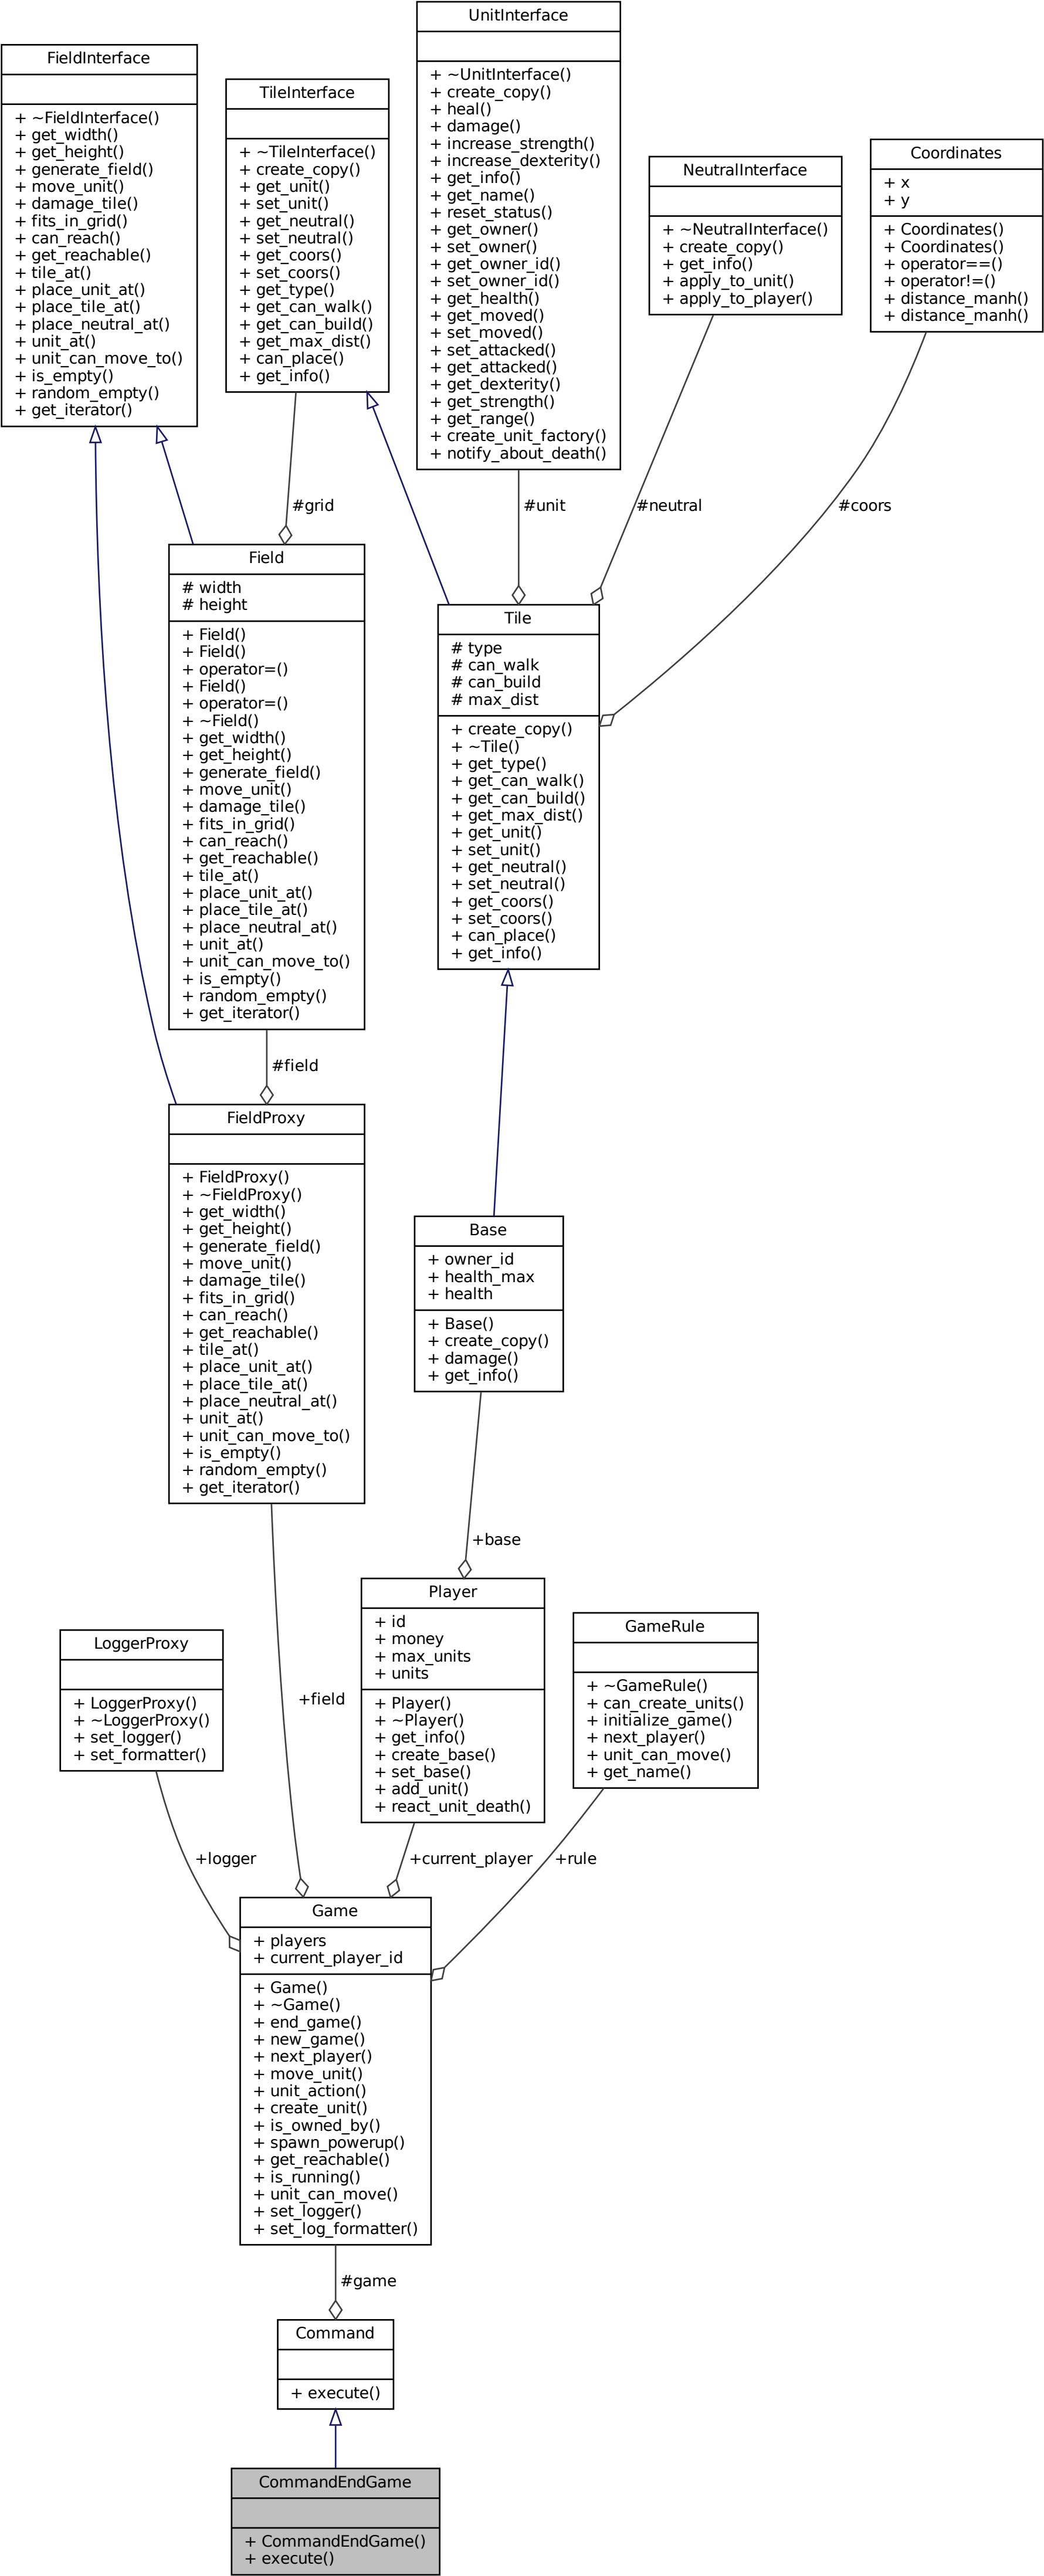 UnitInterface
+ ~UnitInterface()
+ create_copy()
+ heal()
+ damage()
+ increase_strength()
+ increase_dexterity()
+ get_info()
+ get_name()
+ reset_status()
+ get_owner()
+ set_owner()
+ get_owner_id()
+ set_owner_id()
+ get_health()
+ get_moved()
+ set_moved()
+ set_attacked()
+ get_attacked()
+ get_dexterity()
+ get_strength()
+ get_range()
+ create_unit_factory()
+ notify_about_death()
FieldInterface
+ ~FieldInterface()
+ get_width()
+ get_height()
+ generate_field()
+ move_unit()
+ damage_tile()
+ fits_in_grid()
+ can_reach()
+ get_reachable()
+ tile_at()
+ place_unit_at()
+ place_tile_at()
+ place_neutral_at()
+ unit_at()
+ unit_can_move_to()
+ is_empty()
+ random_empty()
+ get_iterator()
TileInterface
+ ~TileInterface()
+ create_copy()
+ get_unit()
+ set_unit()
+ get_neutral()
+ set_neutral()
+ get_coors()
+ set_coors()
+ get_type()
+ get_can_walk()
+ get_can_build()
+ get_max_dist()
+ can_place()
+ get_info()
NeutralInterface
+ ~NeutralInterface()
+ create_copy()
+ get_info()
+ apply_to_unit()
+ apply_to_player()
Coordinates
+ x
+ y
+ Coordinates()
+ Coordinates()
+ operator==()
+ operator!=()
+ distance_manh()
+ distance_manh()
#grid
#unit
#neutral
#coors
Field
# width
# height
+ Field()
+ Field()
+ operator=()
+ Field()
+ operator=()
+ ~Field()
+ get_width()
+ get_height()
+ generate_field()
+ move_unit()
+ damage_tile()
+ fits_in_grid()
+ can_reach()
+ get_reachable()
+ tile_at()
+ place_unit_at()
+ place_tile_at()
+ place_neutral_at()
+ unit_at()
+ unit_can_move_to()
+ is_empty()
+ random_empty()
+ get_iterator()
Tile
# type
# can_walk
# can_build
# max_dist
+ create_copy()
+ ~Tile()
+ get_type()
+ get_can_walk()
+ get_can_build()
+ get_max_dist()
+ get_unit()
+ set_unit()
+ get_neutral()
+ set_neutral()
+ get_coors()
+ set_coors()
+ can_place()
+ get_info()
#field
FieldProxy
+ FieldProxy()
+ ~FieldProxy()
+ get_width()
+ get_height()
+ generate_field()
+ move_unit()
+ damage_tile()
+ fits_in_grid()
+ can_reach()
+ get_reachable()
+ tile_at()
+ place_unit_at()
+ place_tile_at()
+ place_neutral_at()
+ unit_at()
+ unit_can_move_to()
+ is_empty()
+ random_empty()
+ get_iterator()
Base
+ owner_id
+ health_max
+ health
+ Base()
+ create_copy()
+ damage()
+ get_info()
+base
Player
+ id
+ money
+ max_units
+ units
+ Player()
+ ~Player()
+ get_info()
+ create_base()
+ set_base()
+ add_unit()
+ react_unit_death()
GameRule
+ ~GameRule()
+ can_create_units()
+ initialize_game()
+ next_player()
+ unit_can_move()
+ get_name()
LoggerProxy
+ LoggerProxy()
+ ~LoggerProxy()
+ set_logger()
+ set_formatter()
+field
+logger
+current_player
+rule
Game
+ players
+ current_player_id
+ Game()
+ ~Game()
+ end_game()
+ new_game()
+ next_player()
+ move_unit()
+ unit_action()
+ create_unit()
+ is_owned_by()
+ spawn_powerup()
+ get_reachable()
+ is_running()
+ unit_can_move()
+ set_logger()
+ set_log_formatter()
#game
Command
+ execute()
CommandEndGame
+ CommandEndGame()
+ execute()